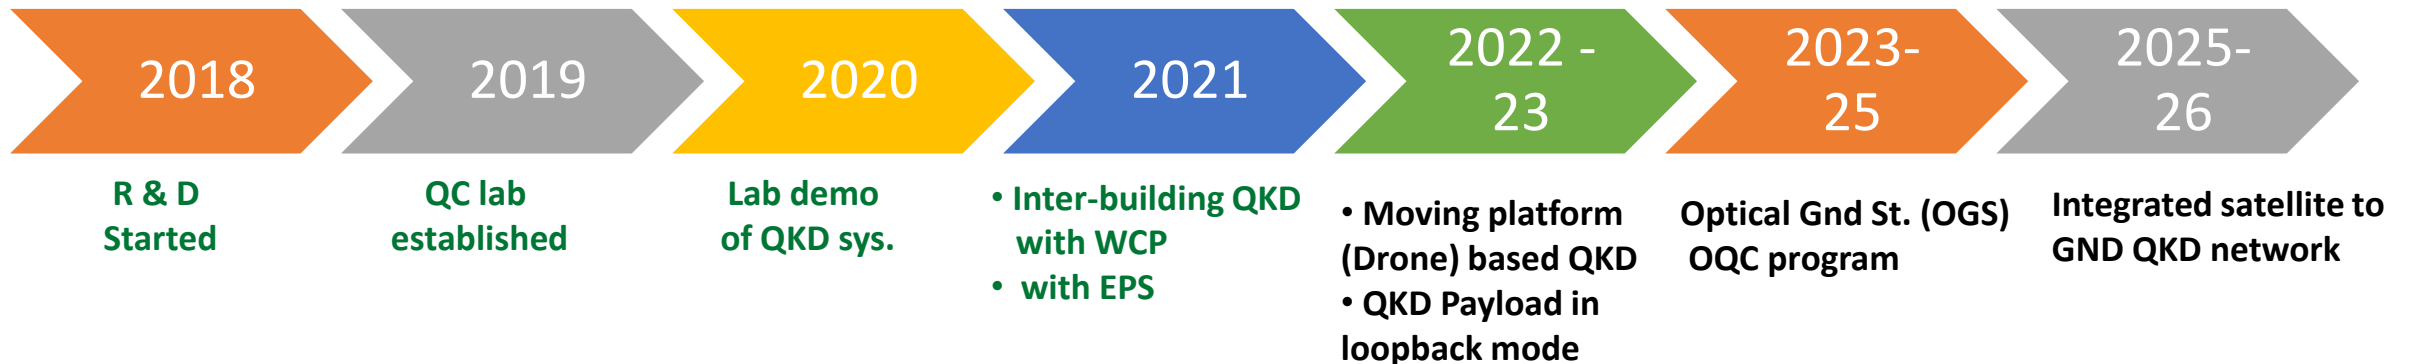 2018
2019
2020
2021
2022 -
23
2023-
25
2025-
26
R & D
Started
QC lab
established
Lab demo
of QKD sys.
• Inter-building QKD
with WCP
• with EPS
• Moving platform
(Drone) based QKD
• QKD Payload in
loopback mode
Optical Gnd St. (OGS)
OQC program
Integrated satellite to
GND QKD network